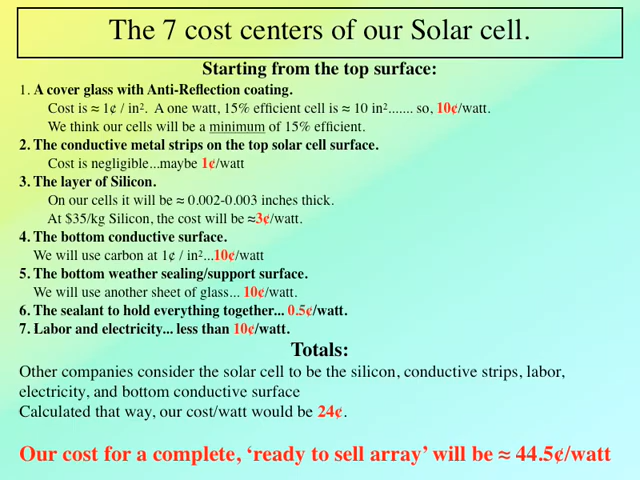 The 7 cost centers of our Solar cell.
Starting from the top surface:
1. A cover glass with Anti-Reflection coating.
Cost is ≈ 1¢ / in². A one watt, 15% efficient cell is ≈ 10 in²....... so, 10¢/watt.
We think our cells will be a minimum of 15% efficient.
2. The conductive metal strips on the top solar cell surface.
Cost is negligible...maybe 1¢/watt
3. The layer of Silicon.
On our cells it will be ≈ 0.002-0.003 inches thick.
At $35/kg Silicon, the cost will be ≈3¢/watt.
4. The bottom conductive surface.
We will use carbon at 1¢ / in²...10¢/watt
5. The bottom weather sealing/support surface.
We will use another sheet of glass... 10¢/watt.
6. The sealant to hold everything together... 0.5¢/watt.
7. Labor and electricity... less than 10¢/watt.
Totals:
Other companies consider the solar cell to be the silicon, conductive strips, labor,
electricity, and bottom conductive surface
Calculated that way, our cost/watt would be 24¢.
Our cost for a complete, ‘ready to sell array’ will be ≈ 44.5¢/watt